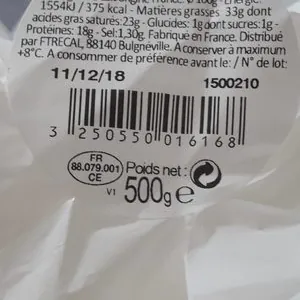 1554kJ / 375 kcal - Matières grasses 33g dont
acides gras saturés:23g - Glucides: 1g dont sucres:1g -
Protéines: 18g - Sel:1,30g. Fabriqué en France. Distribué
par FTRECAL, 88140 Bulgnéville. A conserver à maximum
+8°C. A consommer de préférence avant le: / N° de lot:
11/12/18 1500210
3 250550 016168
FR
88.079.001
CE
Poids net:
V1 500g e